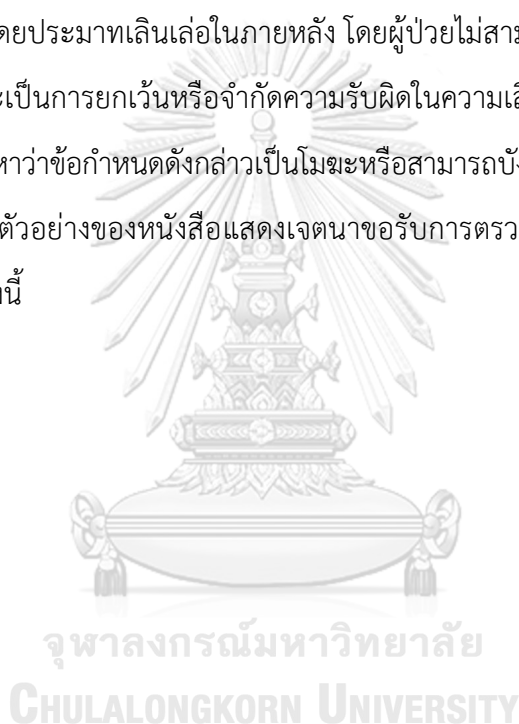 ดยประมาทเลินเล่อในภายหลัง โดยผู้ป่วยไม่สาม
ะเป็นการยกเว้นหรือจำกัดความรับผิดในความเสี
หาว่าข้อกำหนดดังกล่าวเป็นโมฆะหรือสามารถบัง
ตัวอย่างของหนังสือแสดงเจตนาขอรับการตรว
นี้
จุฬาลงกรณ์มหาวิทยาลัย
CHULALONGKORN UNIVERSITY